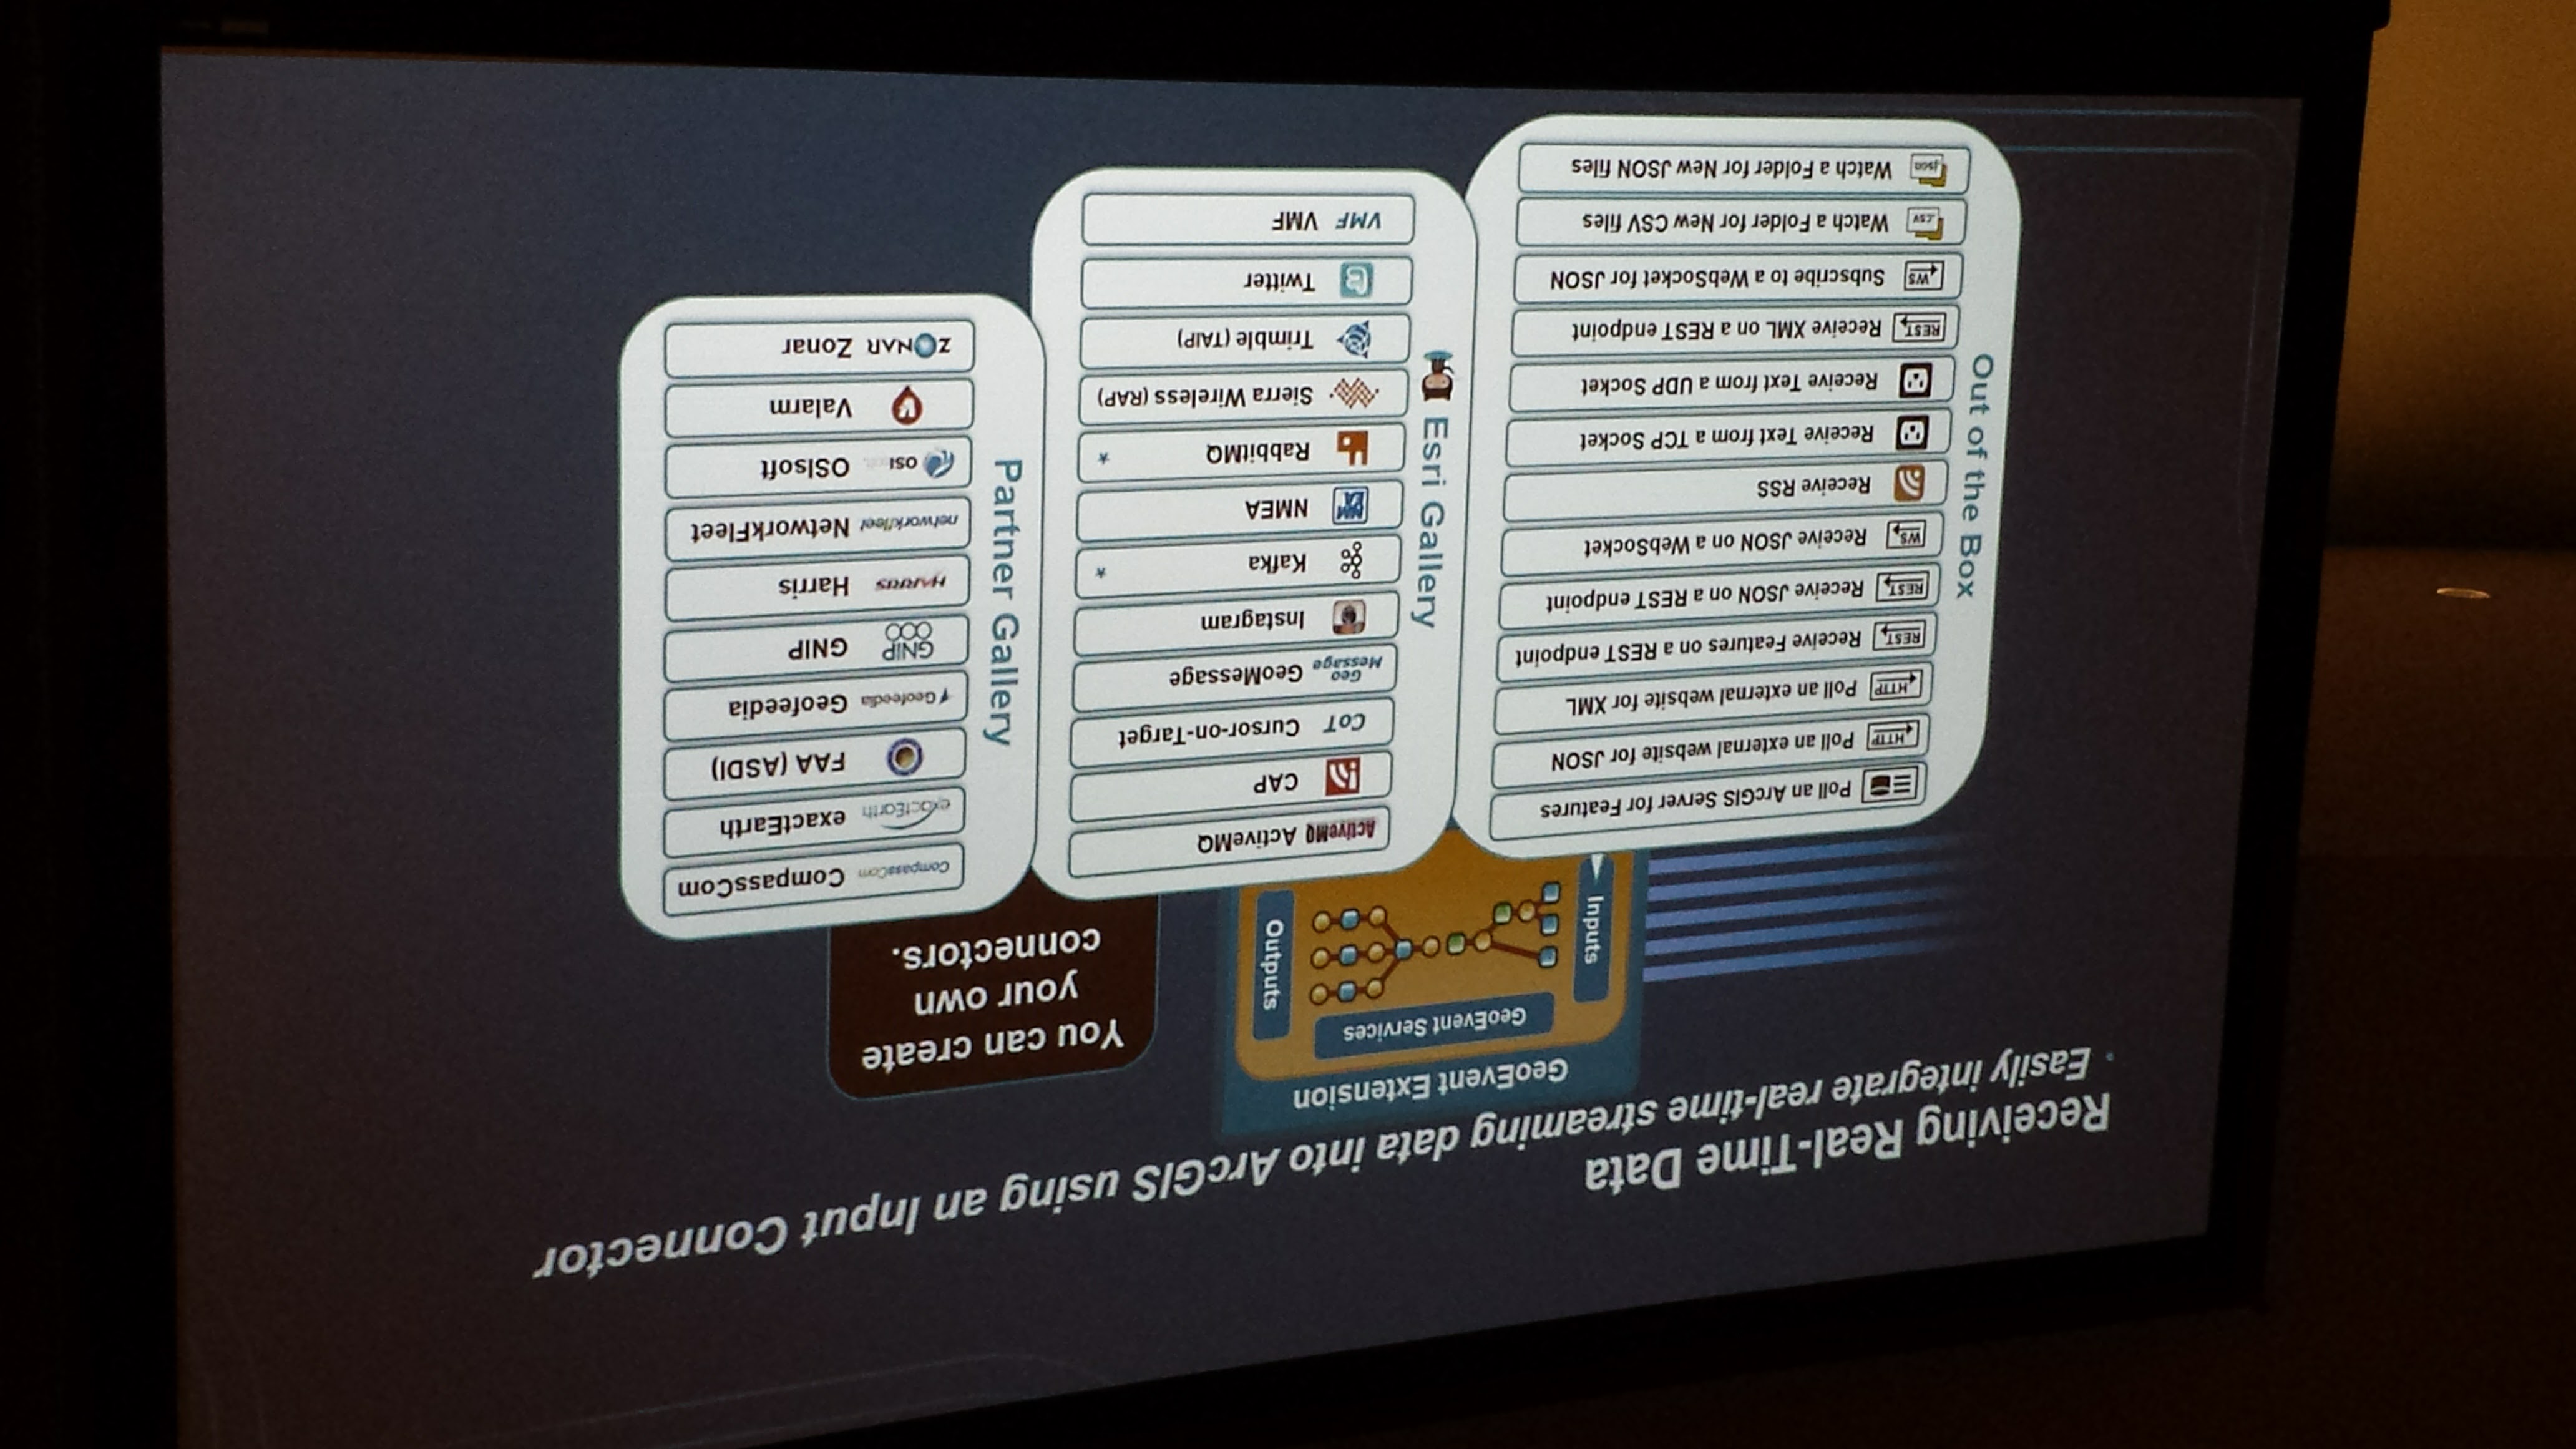 Receiving Real-Time Data
· Easily integrate real-time streaming data into ArcGIS using an Input Connector
GeoEvent Extension
GeoEvent Services
Inputs
Outputs
You can create
your own
connectors.
Out of the Box
Poll an ArcGIS Server for Features
HTTP Poll an external website for JSON
HTTP Poll an external website for XML
REST Receive Features on a REST endpoint
REST Receive JSON on a REST endpoint
WS Receive JSON on a WebSocket
Receive RSS
Receive Text from a TCP Socket
Receive Text from a UDP Socket
REST Receive XML on a REST endpoint
WS Subscribe to a WebSocket for JSON
.csv Watch a Folder for New CSV files
json Watch a Folder for New JSON files
Esri Gallery
ActiveMQ ActiveMQ
CAP
CoT Cursor-on-Target
Geo
Message GeoMessage
Instagram
Kafka *
NMEA NMEA
RabbitMQ *
Sierra Wireless (RAP)
Trimble (TAIP)
Twitter
VMF VMF
Partner Gallery
CompassCom CompassCom
exactEarth exactEarth
FAA (ASDI)
Geofeedia Geofeedia
GNIP GNIP
HARRIS Harris
networkfleet NetworkFleet
OSIsoft. OSIsoft
Valarm
ZONAR Zonar